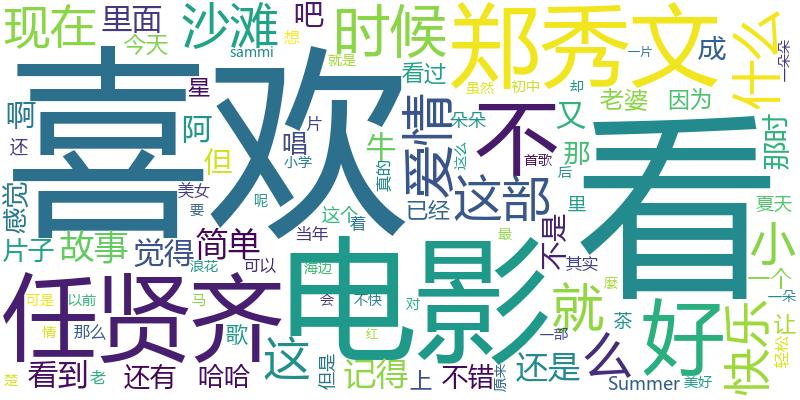 喜欢
看
电影
任贤齐
郑秀文
不
好
现在
里面
沙滩
吧
时候
想
成
什么
一朵朵
今天
sammi
就是
一片
星
看过
虽然
初中
却
老婆
因为
啊
还
阿
唱
片
牛
爱情
朵朵
又
那
那时
但
小学
真的
这么
首歌
后
感觉
美女
要
呢
这个
看
已经
这部
里
夏天
片子
故事
觉得
简单
当年
不是
最
其实
小
一个
浪花
可以
海边
可是
以前
马
会
不快
对
就
麼
一朵
让
情
那么
歌
这
红
一部
么
茶
快乐
轻松
楚
看到
老
还有
哈哈
但是
记得
上
不错
原来
还是
Summer
美好